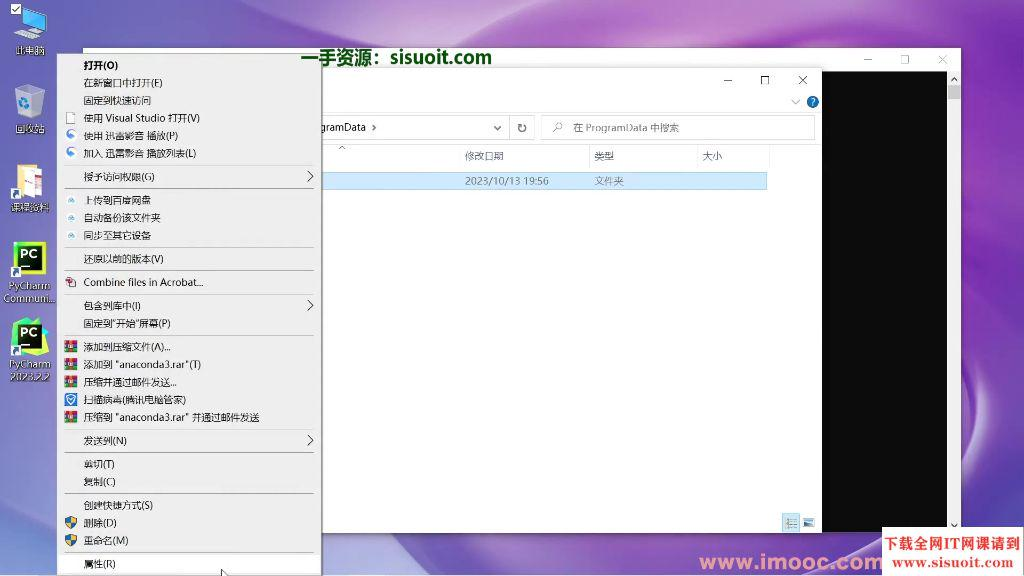 此电脑
回收站
课程资料
PyCharm
Communi...
PyCharm
2023.2.2
一手资源：sisuoit.com
打开(O)
在新窗口中打开(E)
固定到快速访问
使用 Visual Studio 打开(V)
使用 迅雷影音 播放(P)
加入 迅雷影音 播放列表(L)
授予访问权限(G)
上传到百度网盘
自动备份该文件夹
同步至其它设备
还原以前的版本(V)
Combine files in Acrobat...
包含到库中(I)
固定到"开始"屏幕(P)
添加到压缩文件(A)...
添加到 "anaconda3.rar"(T)
压缩并通过邮件发送...
扫描病毒(腾讯电脑管家)
压缩到 "anaconda3.rar" 并通过邮件发送
发送到(N)
剪切(T)
复制(C)
创建快捷方式(S)
删除(D)
重命名(M)
属性(R)
gramData
在 ProgramData 中搜索
修改日期 类型 大小
2023/10/13 19:56 文件夹
www.imooc.com
下载全网IT网课请到
www.sisuoit.com